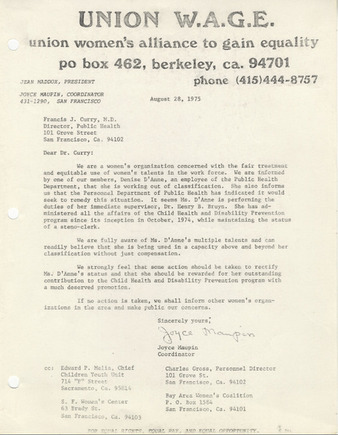 UNION W.A.G.E.
union women's alliance to gain equality
po box 462, berkeley, ca. 94701
JEAN MADDOX, PRESIDENT
phone (415)444-8757
JOYCE MAUPIN, COORDINATOR
431-1290, SAN FRANCISCO
August 28, 1975
Francis J. Curry, M.D.
Director, Public Health
101 Grove Street
San Francisco, Ca. 94102
Dear Dr. Curry:
We are a women's organization concerned with the fair treatment
and equitable use of women's talents in the work force. We are informed
by one of our members, Denise D'Anne, an employee of the Public Health
Department, that she is working out of classification. She also informs
us that the Personnel Department of Public Health has indicated it would
seek to remedy this situation. It seems Ms. D'Anne is performing the
duties of her immediate supervisor, Dr. Henry B. Bruyn. She has ad-
ministered all the affairs of the Child Health and Disability Prevention
program since its inception in October, 1974, while maintaining the status
of a steno-clerk.
We are fully aware of Ms. D'Anne's multiple talents and can
readily believe that she is being used in a capacity above and beyond her
classification without just compensation.
We strongly feel that some action should be taken to rectify
Ms. D'Anne's status and that she should be rewarded for her outstanding
contribution to the Child Health and Disability Prevention program with
a much deserved promotion.
If no action is taken, we shall inform other women's organ-
izations in the area and make public our concerns.
Sincerely yours,
Joyce Maupin
Joyce Maupin
Coordinator
cc: Edward P. Melia, Chief
Children Youth Unit
714 "P" Street
Sacramento, Ca. 95814
Charles Gross, Personnel Director
101 Grove St.
San Francisco, Ca. 94102
S. F. Women's Center
63 Brady St.
San Francisco, Ca. 94103
Bay Area Women's Coalition
P. O. Box 1584
San Francisco, Ca. 94101
FOR EQUAL RIGHTS, EQUAL PAY, AND EQUAL OPPORTUNITY.